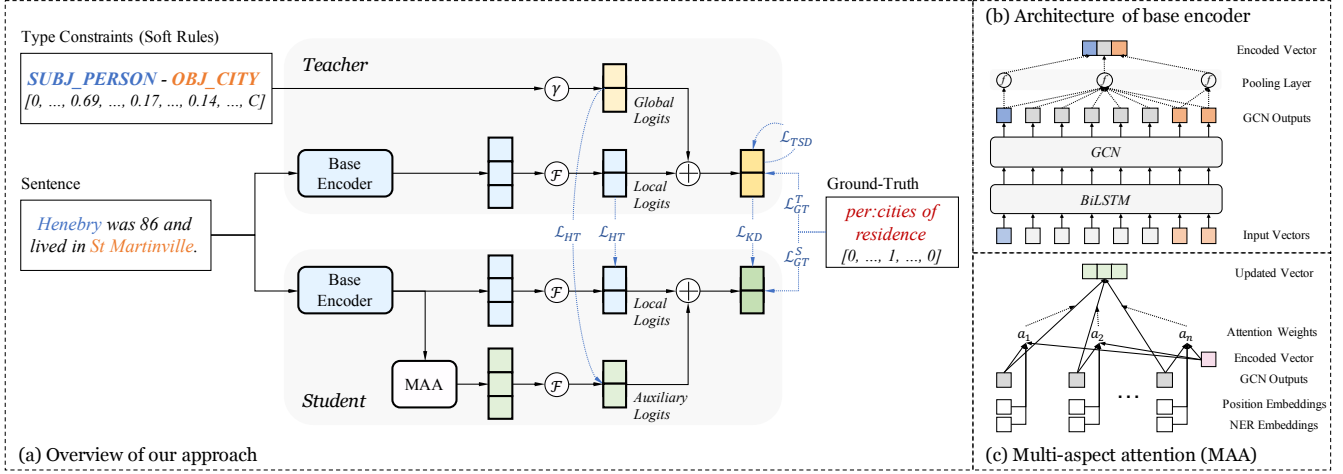 Type Constraints (Soft Rules)
SUBJ_PERSON - OBJ_CITY
[0, ..., 0.69, ..., 0.17, ..., 0.14, ..., C]
Teacher
γ
Global
Logits
Sentence
Henebry was 86 and
lived in St Martinville.
Base
Encoder
ℱ
Local
Logits
ℒ_TSD
ℒ_HT
ℒ_HT
ℒ_KD
ℒ_GT^T
ℒ_GT^S
Ground-Truth
per:cities of
residence
[0, ..., 1, ..., 0]
Base
Encoder
ℱ
Local
Logits
MAA
ℱ
Auxiliary
Logits
Student
(a) Overview of our approach
(b) Architecture of base encoder
Encoded Vector
f f f
Pooling Layer
GCN Outputs
GCN
BiLSTM
Input Vectors
Updated Vector
a₁ a₂ aₙ
Attention Weights
Encoded Vector
GCN Outputs
...
Position Embeddings
NER Embeddings
(c) Multi-aspect attention (MAA)